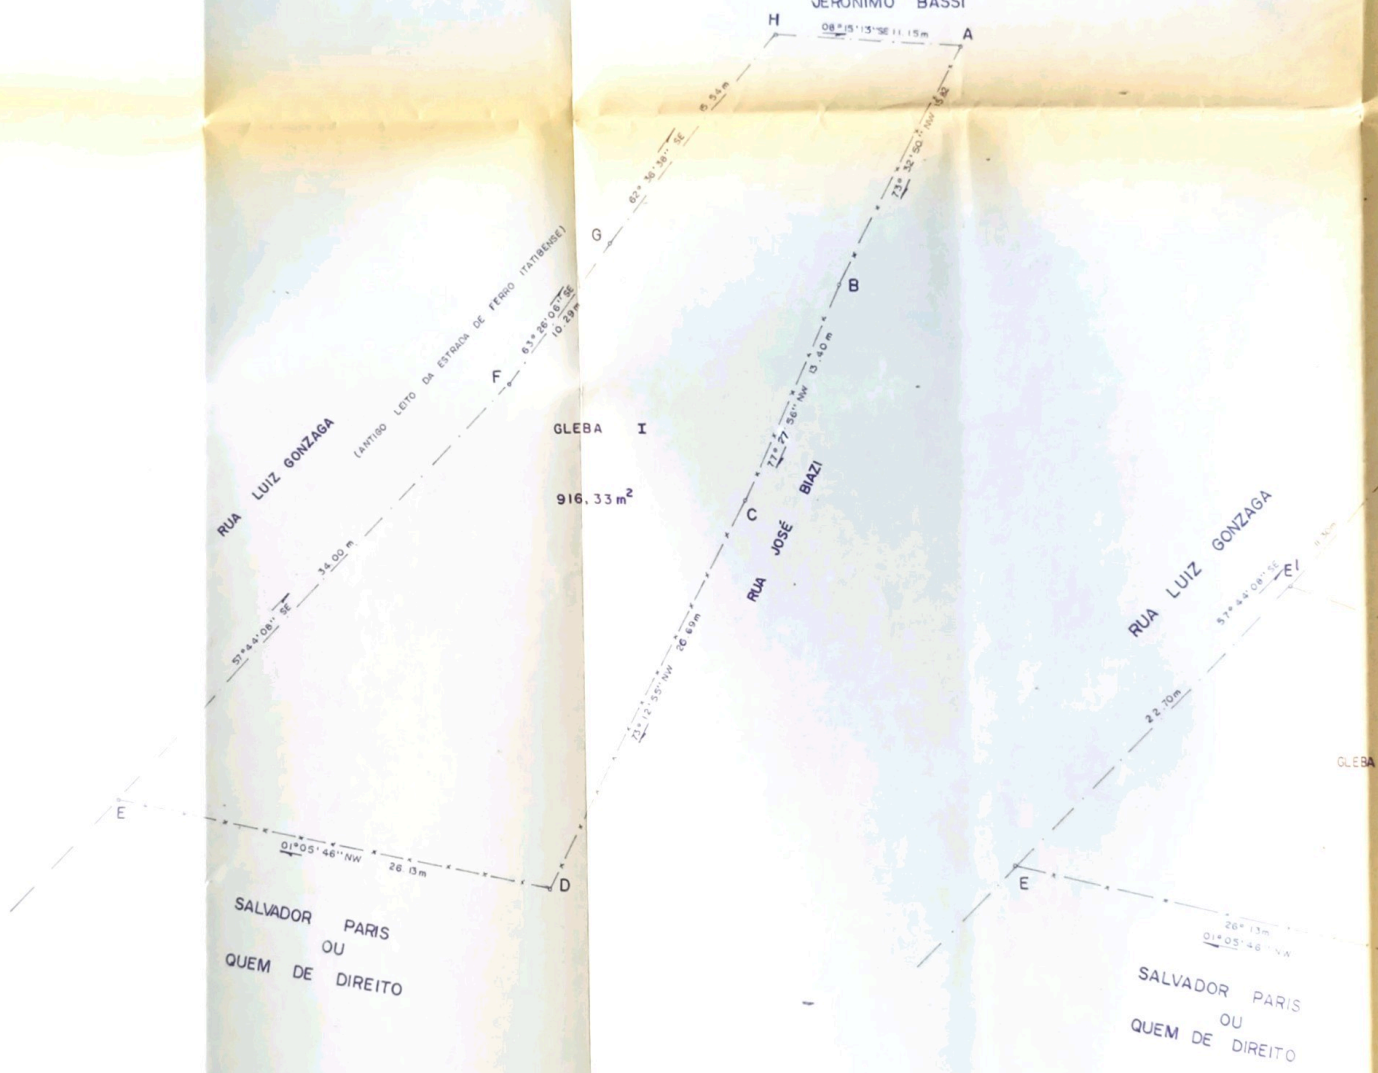 JERÔNIMO BASSI
H
08°15'13" SE 11.15m
A
15.54m
62° 36' 38" SE
73° 32' 50" NW
G
B
(ANTIGO LEITO DA ESTRADA DE FERRO ITATIBENSE)
63° 26' 06" SE
10.29m
F
13.40m
77° 27' 56" NW
GLEBA I
916,33m²
C
RUA LUIZ GONZAGA
RUA JOSÉ BIAZI
34.00 m
57° 44' 08" SE
26.69m
73° 12' 55" NW
E
01° 05' 46" NW
26.13m
D
SALVADOR PARIS
OU
QUEM DE DIREITO
RUA LUIZ GONZAGA
57° 44' 08" SE
E'
22.70m
GLEBA
E
26° 13m
01° 05' 46" NW
SALVADOR PARIS
OU
QUEM DE DIREITO